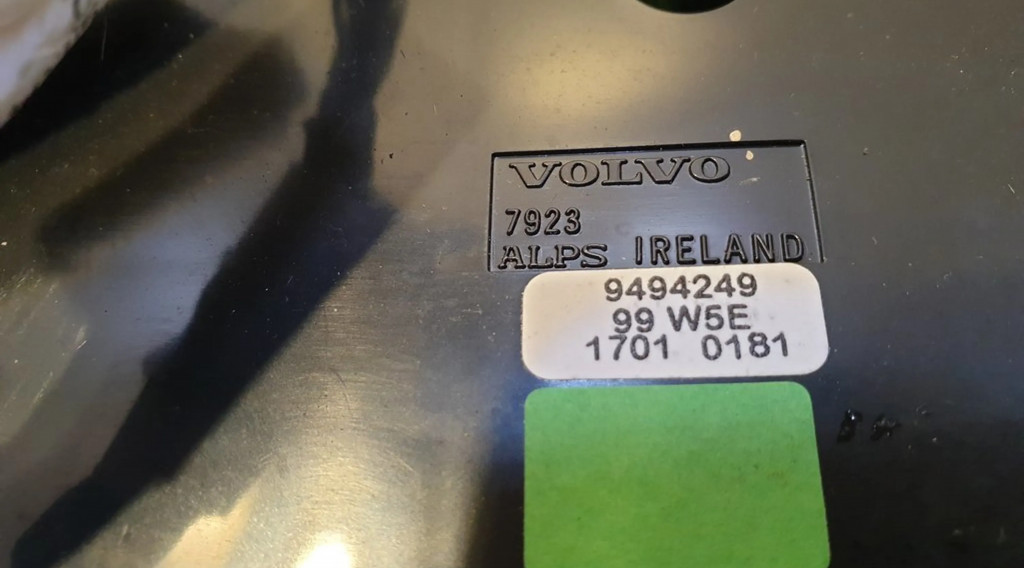 VOLVO
7923
ALPS IRELAND
9494249
99 W5E
1701 0181